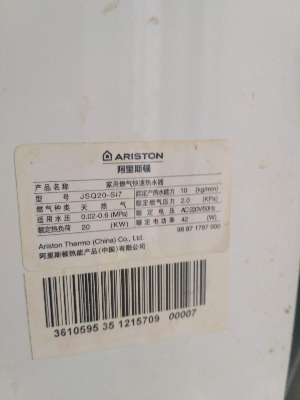 ARISTON
阿里斯顿
产品名称 家用燃气快速热水器
型号 JSQ20-Si7 额定产热水能力 10 (kg/min)
燃气种类 天然气 额定燃气压力 2.0 (KPa)
适用水压 0.02-0.6 (MPa) 额定电压 AC220V/50Hz
额定热负荷 20 (KW) 额定电功率 42 (W)
98 87 1797 000
Ariston Thermo (China) Co., Ltd.
阿里斯顿热能产品(中国)有限公司
3610595 35 1215709 00007